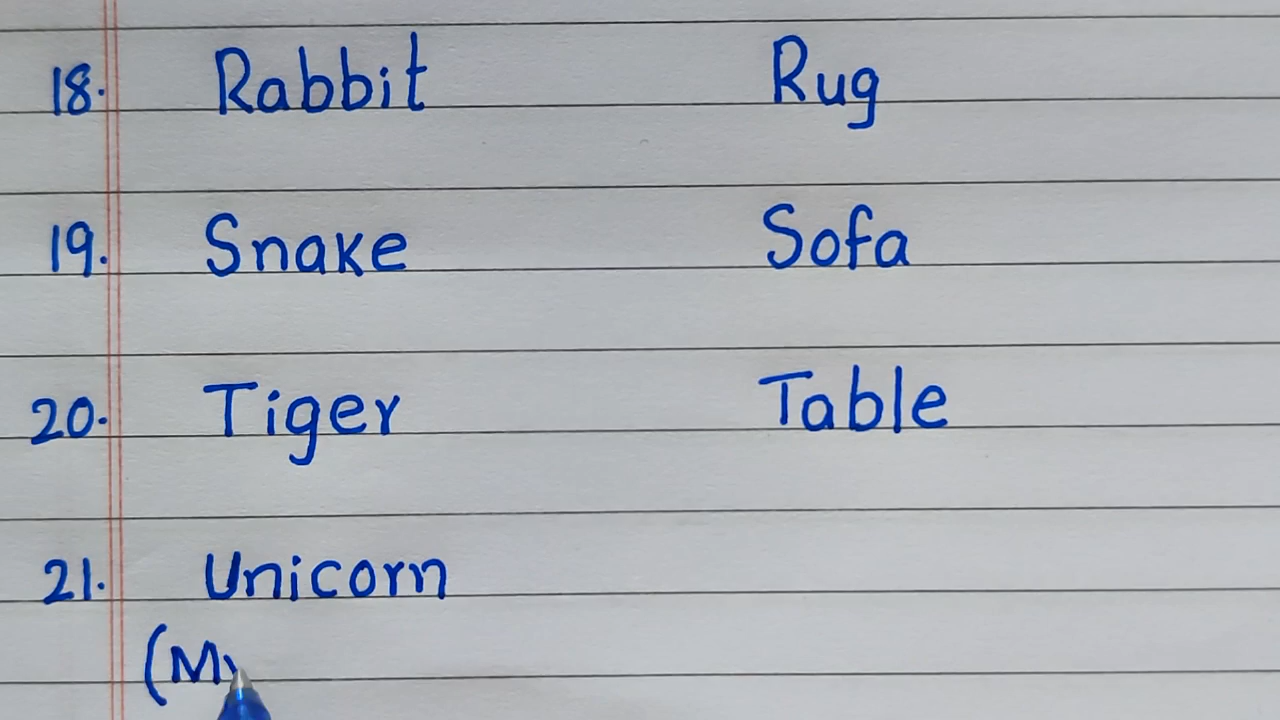 18. Rabbit Rug
19. Snake Sofa
20. Tiger Table
21. Unicorn